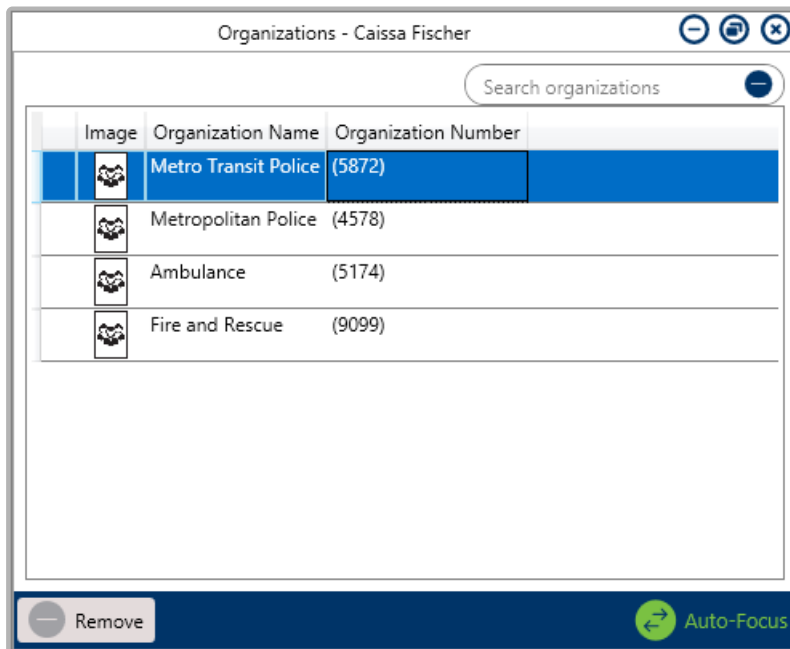 Organizations - Caissa Fischer
Search organizations
Image Organization Name Organization Number
Metro Transit Police (5872)
Metropolitan Police (4578)
Ambulance (5174)
Fire and Rescue (9099)
Remove Auto-Focus